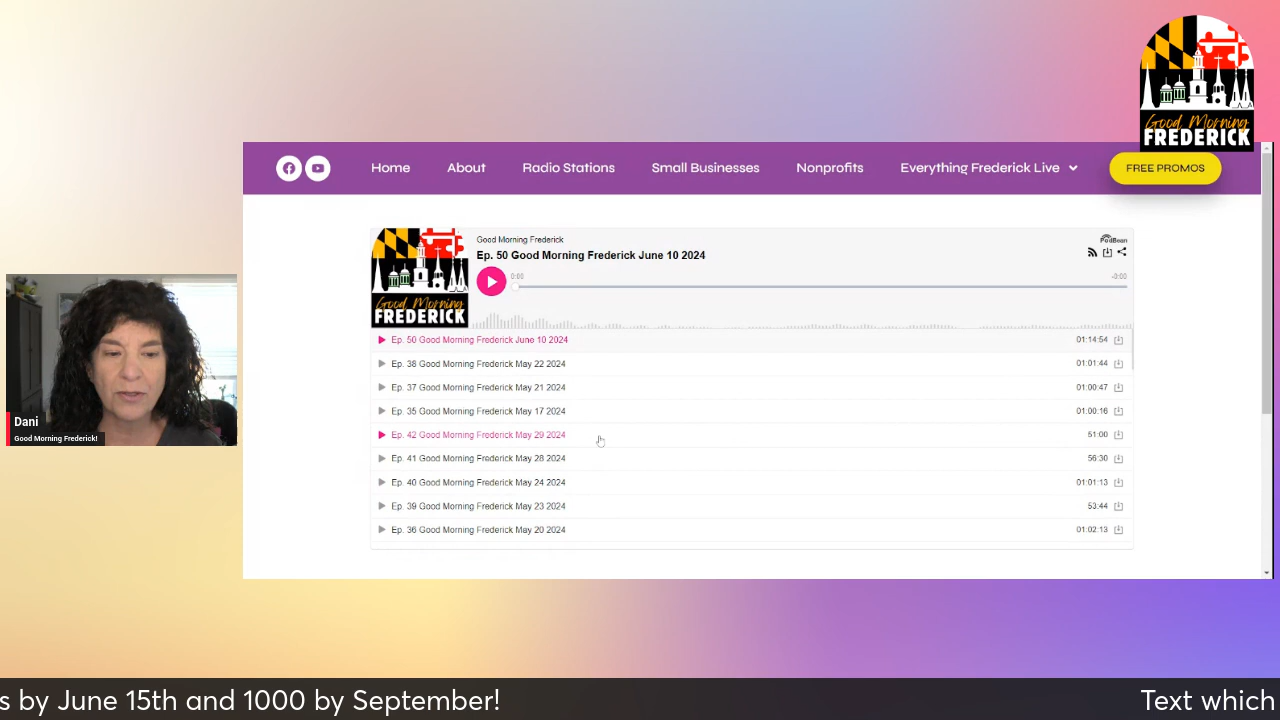 Good Morning
FREDERICK
Home About Radio Stations Small Businesses Nonprofits Everything Frederick Live FREE PROMOS
Good Morning Frederick
PodBean
Ep. 50 Good Morning Frederick June 10 2024
0:00 -0:00
Good Morning
FREDERICK
Ep. 50 Good Morning Frederick June 10 2024 01:14:54
Ep. 38 Good Morning Frederick May 22 2024 01:01:44
Ep. 37 Good Morning Frederick May 21 2024 01:00:47
Ep. 35 Good Morning Frederick May 17 2024 01:00:16
Ep. 42 Good Morning Frederick May 29 2024 51:00
Ep. 41 Good Morning Frederick May 28 2024 56:30
Ep. 40 Good Morning Frederick May 24 2024 01:01:13
Ep. 39 Good Morning Frederick May 23 2024 53:44
Ep. 36 Good Morning Frederick May 20 2024 01:02:13
Dani
Good Morning Frederick!
s by June 15th and 1000 by September! Text which